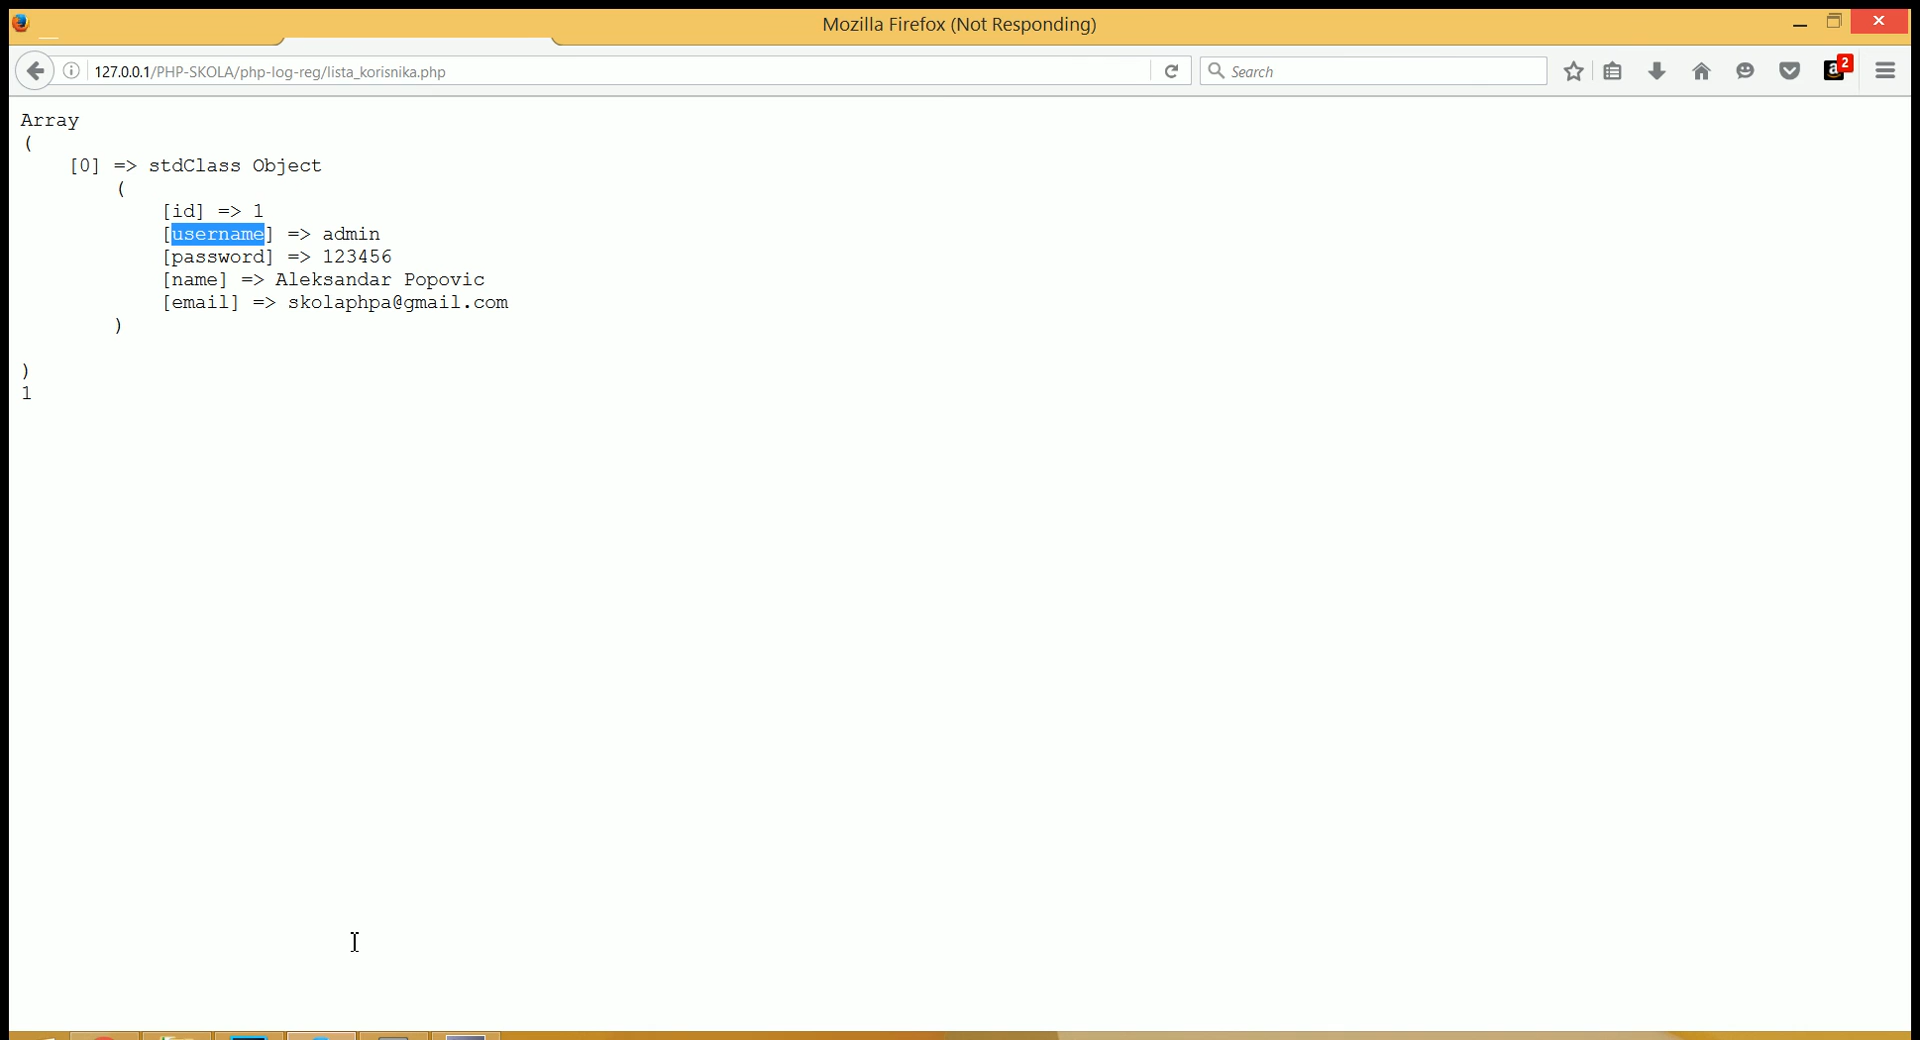 Mozilla Firefox (Not Responding)
127.0.0.1/PHP-SKOLA/php-log-reg/lista_korisnika.php
Search
a
2
Array
(
[0] => stdClass Object
(
[id] => 1
[username] => admin
[password] => 123456
[name] => Aleksandar Popovic
[email] => skolaphpa@gmail.com
)
)
1